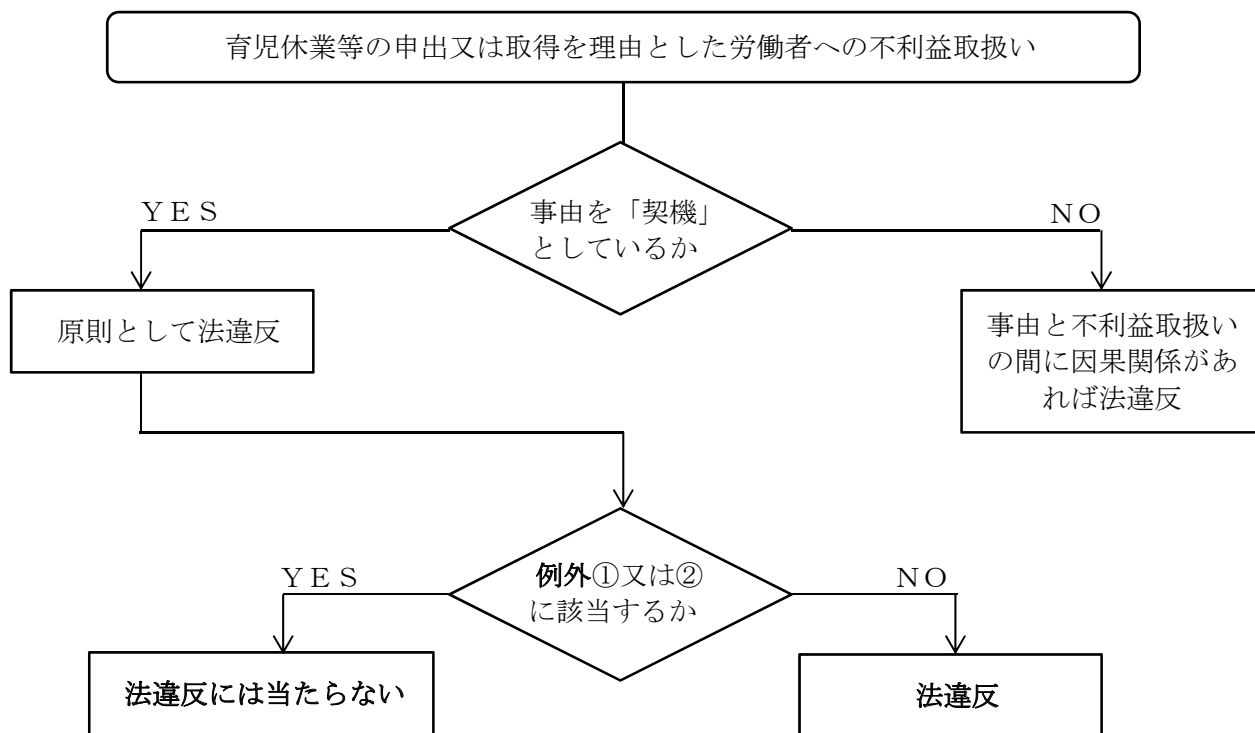 育児休業等の申出又は取得を理由とした労働者への不利益取扱い
事由を「契機」
としているか
ＹＥＳ
ＮＯ
原則として法違反
事由と不利益取扱い
の間に因果関係があ
れば法違反
例外①又は②
に該当するか
ＹＥＳ
ＮＯ
法違反には当たらない
法違反